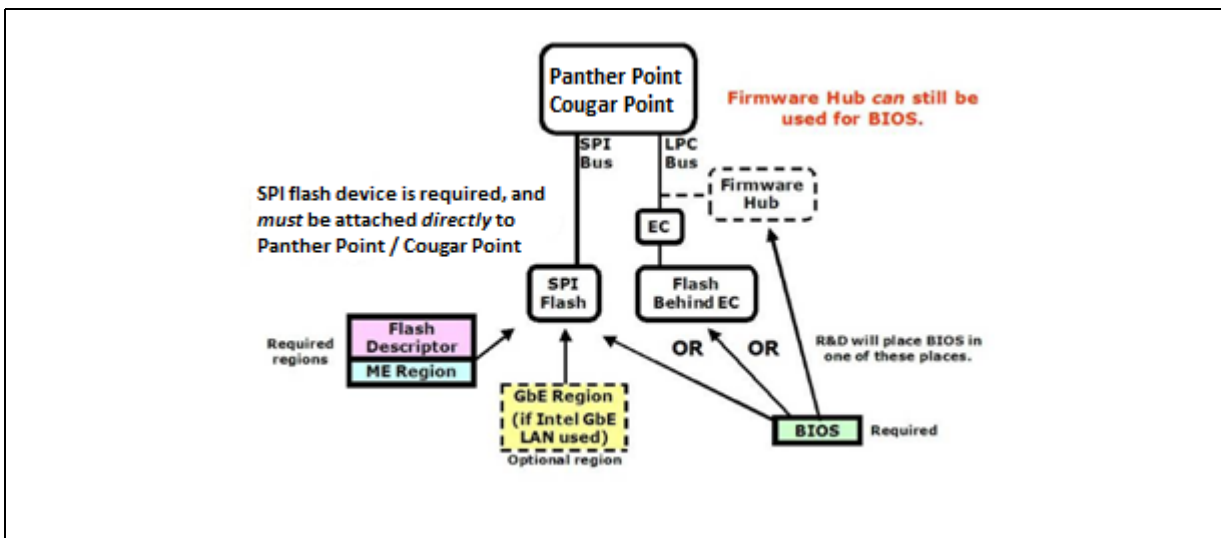 Panther Point
Cougar Point
Firmware Hub can still be
used for BIOS.
SPI
Bus
LPC
Bus
SPI flash device is required, and
must be attached directly to
Panther Point / Cougar Point
Firmware
Hub
EC
SPI
Flash
Flash
Behind EC
Required
regions
Flash
Descriptor
ME Region
OR
OR
R&D will place BIOS in
one of these places.
GbE Region
(if Intel GbE
LAN used)
Optional region
BIOS
Required